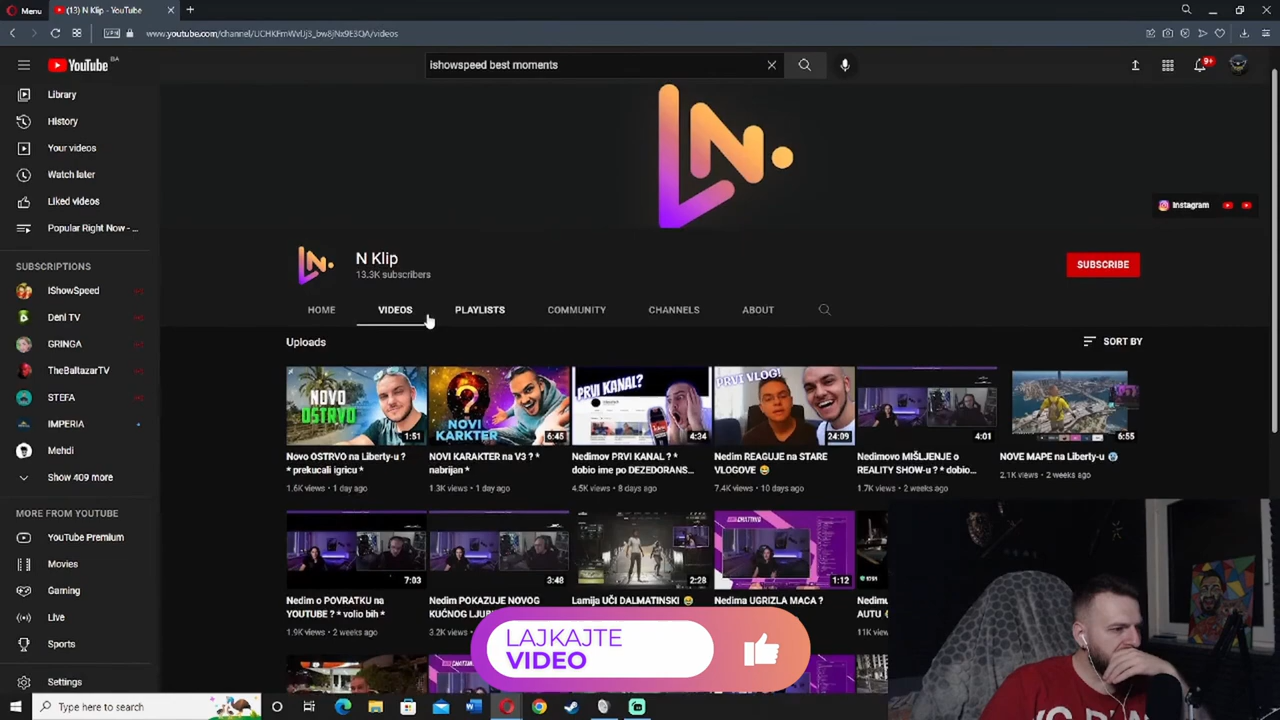 Menu
(13) N Klip - YouTube
VPN
www.youtube.com/channel/
YouTube BA
ishowspeed best moments
9+
Library
History
Your videos
Watch later
Liked videos
Popular Right Now - ...
SUBSCRIPTIONS
IShowSpeed
Deni TV
GRINGA
TheBaltazarTV
STEFA
IMPERIA
Mehdi
Show 409 more
MORE FROM YOUTUBE
YouTube Premium
Movies
Gaming
Live
Sports
Settings
Instagram
N Klip
13.3K subscribers
SUBSCRIBE
HOME
VIDEOS
PLAYLISTS
COMMUNITY
CHANNELS
ABOUT
Uploads
SORT BY
NOVO
OSTRVO
1:51
NOVI
KARAKTER
6:45
PRVI KANAL?
4:34
PRVI VLOG!
24:09
4:01
6:55
Novo OSTRVO na Liberty-u ?
* prekucali igricu *
1.6K views • 1 day ago
NOVI KARAKTER na V3 ? *
nabrijan *
1.3K views • 1 day ago
Nedimov PRVI KANAL ? *
dobio ime po DEZEDORANS...
4.5K views • 8 days ago
Nedim REAGUJE na STARE
VLOGOVE 😄
7.4K views • 10 days ago
Nedimovo MIŠLJENJE o
REALITY SHOW-u ? * dobio...
1.7K views • 2 weeks ago
NOVE MAPE na Liberty-u
2.1K views • 2 weeks ago
7:03
3:48
2:28
CHATTING
1:12
Nedim o POVRATKU na
YOUTUBE ? * volio bih *
1.9K views • 2 weeks ago
Nedim POKAZUJE NOVOG
KUĆNOG
3.2K views
Lamija UČI DALMATINSKI 😄
Nedima UGRIZLA MACA ?
AUTU
11K
LAJKAJTE
VIDEO
Type here to search